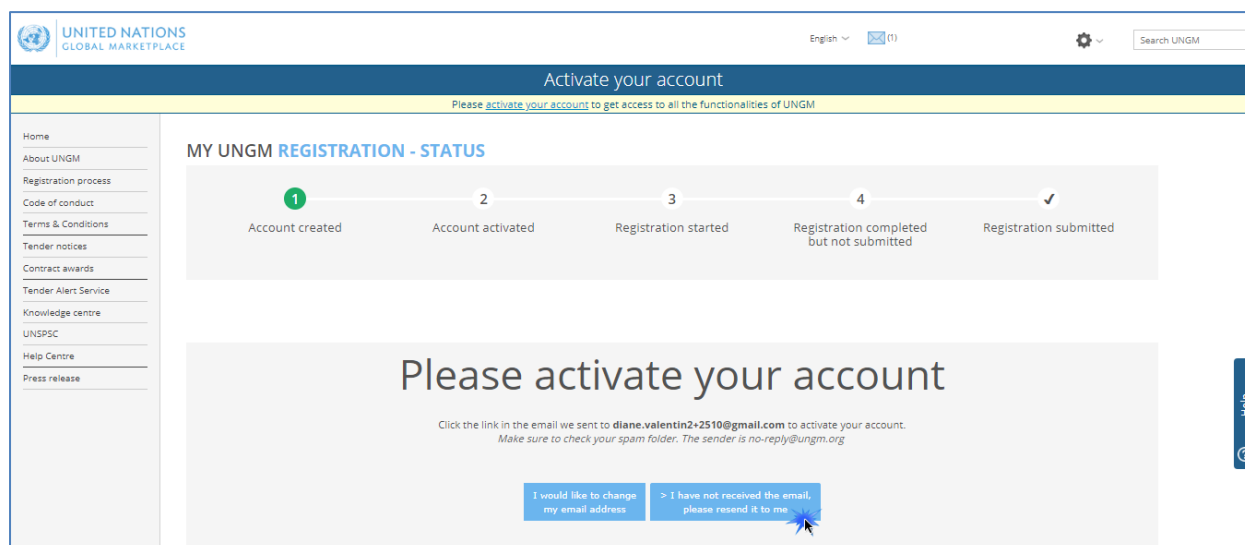 UNITED NATIONS
GLOBAL MARKETPLACE
English
(1)
Search UNGM
Activate your account
Please activate your account to get access to all the functionalities of UNGM
Home
About UNGM
Registration process
Code of conduct
Terms & Conditions
Tender notices
Contract awards
Tender Alert Service
Knowledge centre
UNSPSC
Help Centre
Press release
MY UNGM REGISTRATION - STATUS
1
2
3
4
✓
Account created
Account activated
Registration started
Registration completed
but not submitted
Registration submitted
Please activate your account
Click the link in the email we sent to diane.valentin2+2510@gmail.com to activate your account.
Make sure to check your spam folder. The sender is no-reply@ungm.org
I would like to change
my email address
> I have not received the email,
please resend it to me
Help